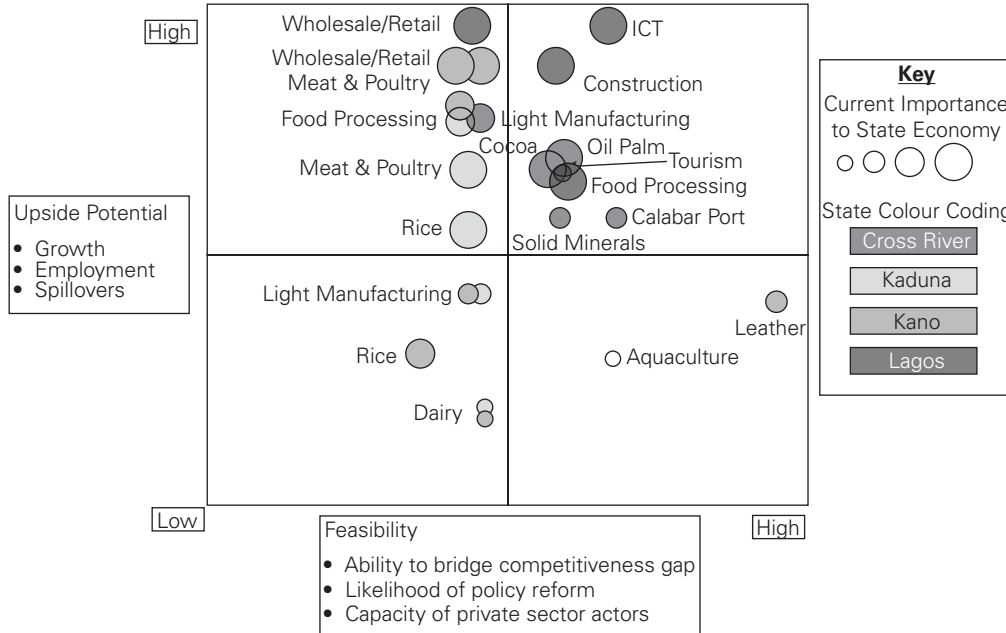 High
Upside Potential
• Growth
• Employment
• Spillovers
Low
Wholesale/Retail
Wholesale/Retail
Meat & Poultry
Food Processing
Light Manufacturing
Meat & Poultry
Rice
ICT
Construction
Cocoa
Oil Palm
Tourism
Food Processing
Calabar Port
Solid Minerals
Light Manufacturing
Rice
Dairy
Leather
Aquaculture
Feasibility
• Ability to bridge competitiveness gap
• Likelihood of policy reform
• Capacity of private sector actors
High
Key
Current Importance
to State Economy
State Colour Coding
Cross River
Kaduna
Kano
Lagos